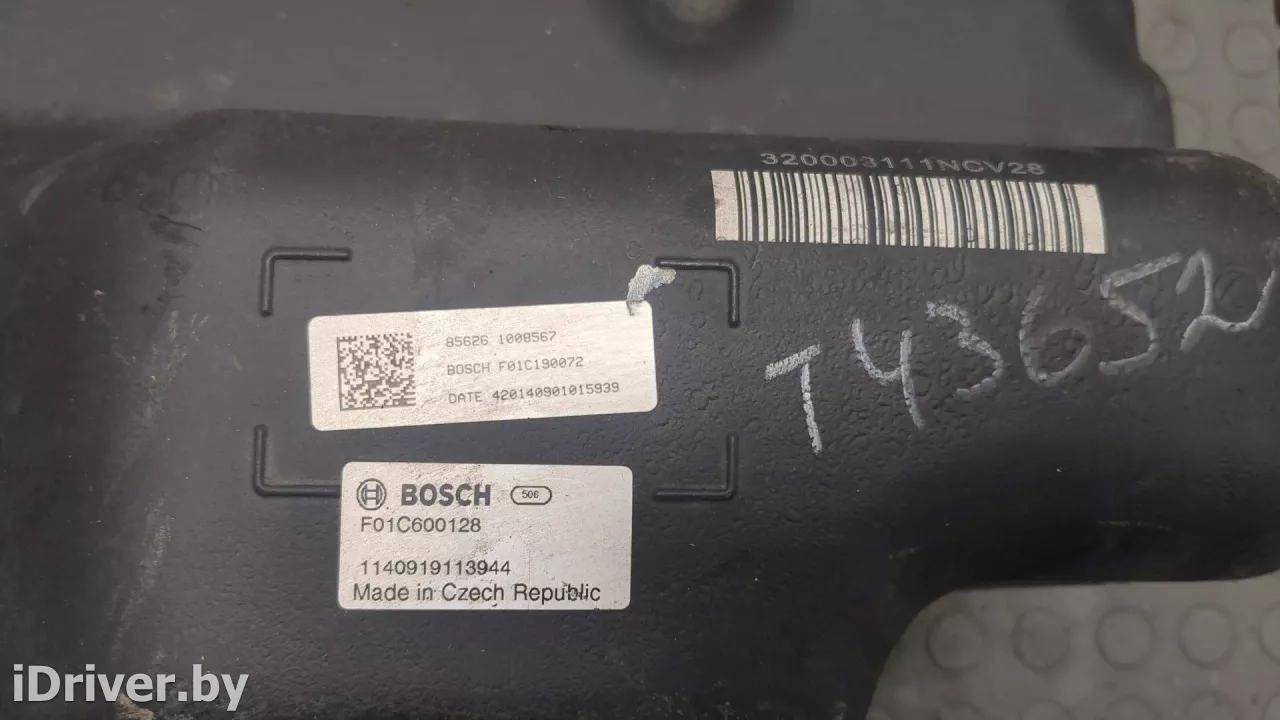 320003111NCV28
T43652
85626 1008567
BOSCH F01C190072
DATE 420140901015939
BOSCH 506
F01C600128
1140919113944
Made in Czech Republic
iDriver.by